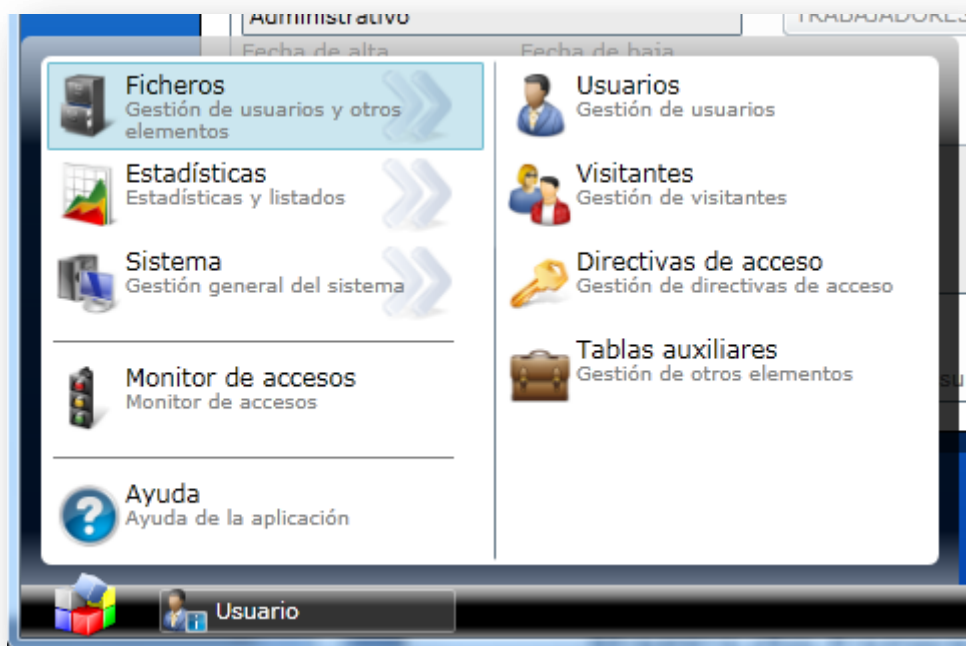 Administrativo
TRABAJADORES
Fecha de alta
Fecha de baja
Ficheros
Gestión de usuarios y otros
elementos
Estadísticas
Estadísticas y listados
Sistema
Gestión general del sistema
Monitor de accesos
Monitor de accesos
Ayuda
Ayuda de la aplicación
Usuarios
Gestión de usuarios
Visitantes
Gestión de visitantes
Directivas de acceso
Gestión de directivas de acceso
Tablas auxiliares
Gestión de otros elementos
Usuario